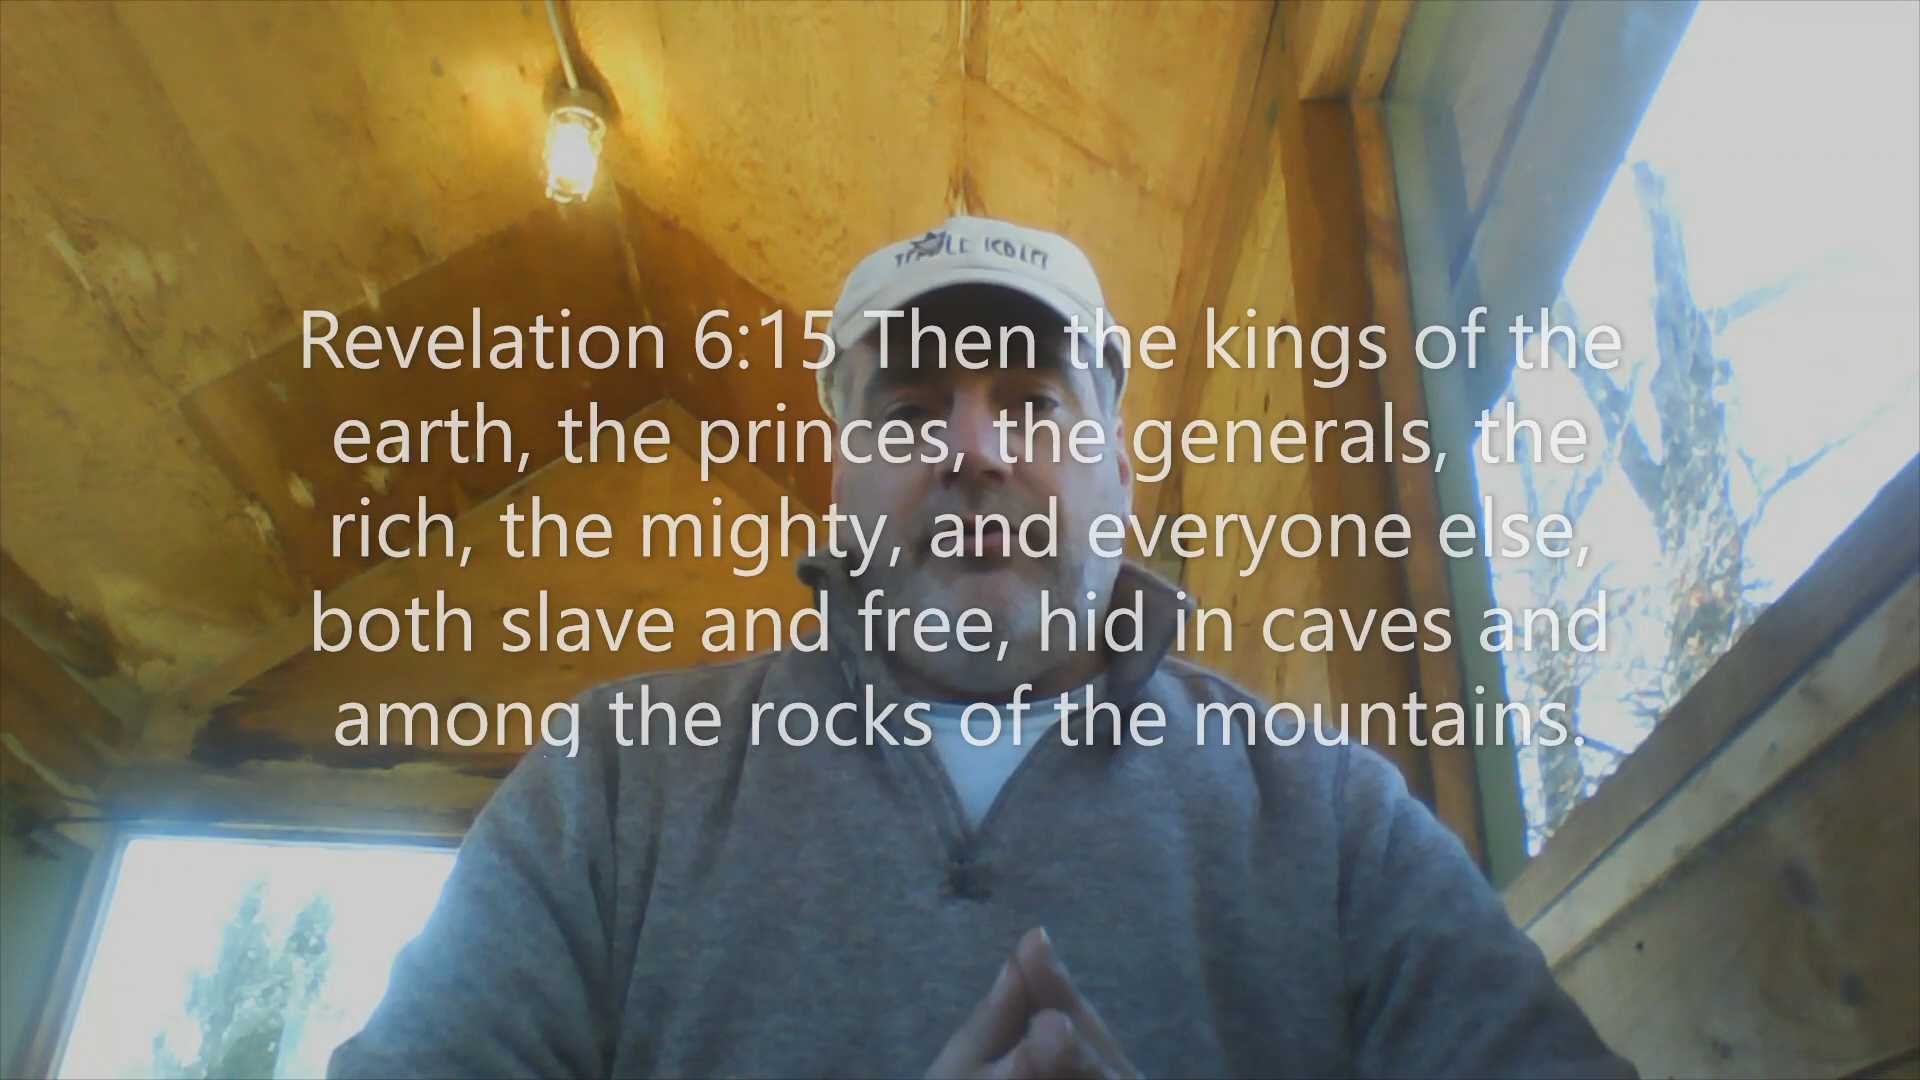 Revelation 6:15 Then the kings of the
earth, the princes, the generals, the
rich, the mighty, and everyone else,
both slave and free, hid in caves and
among the rocks of the mountains.